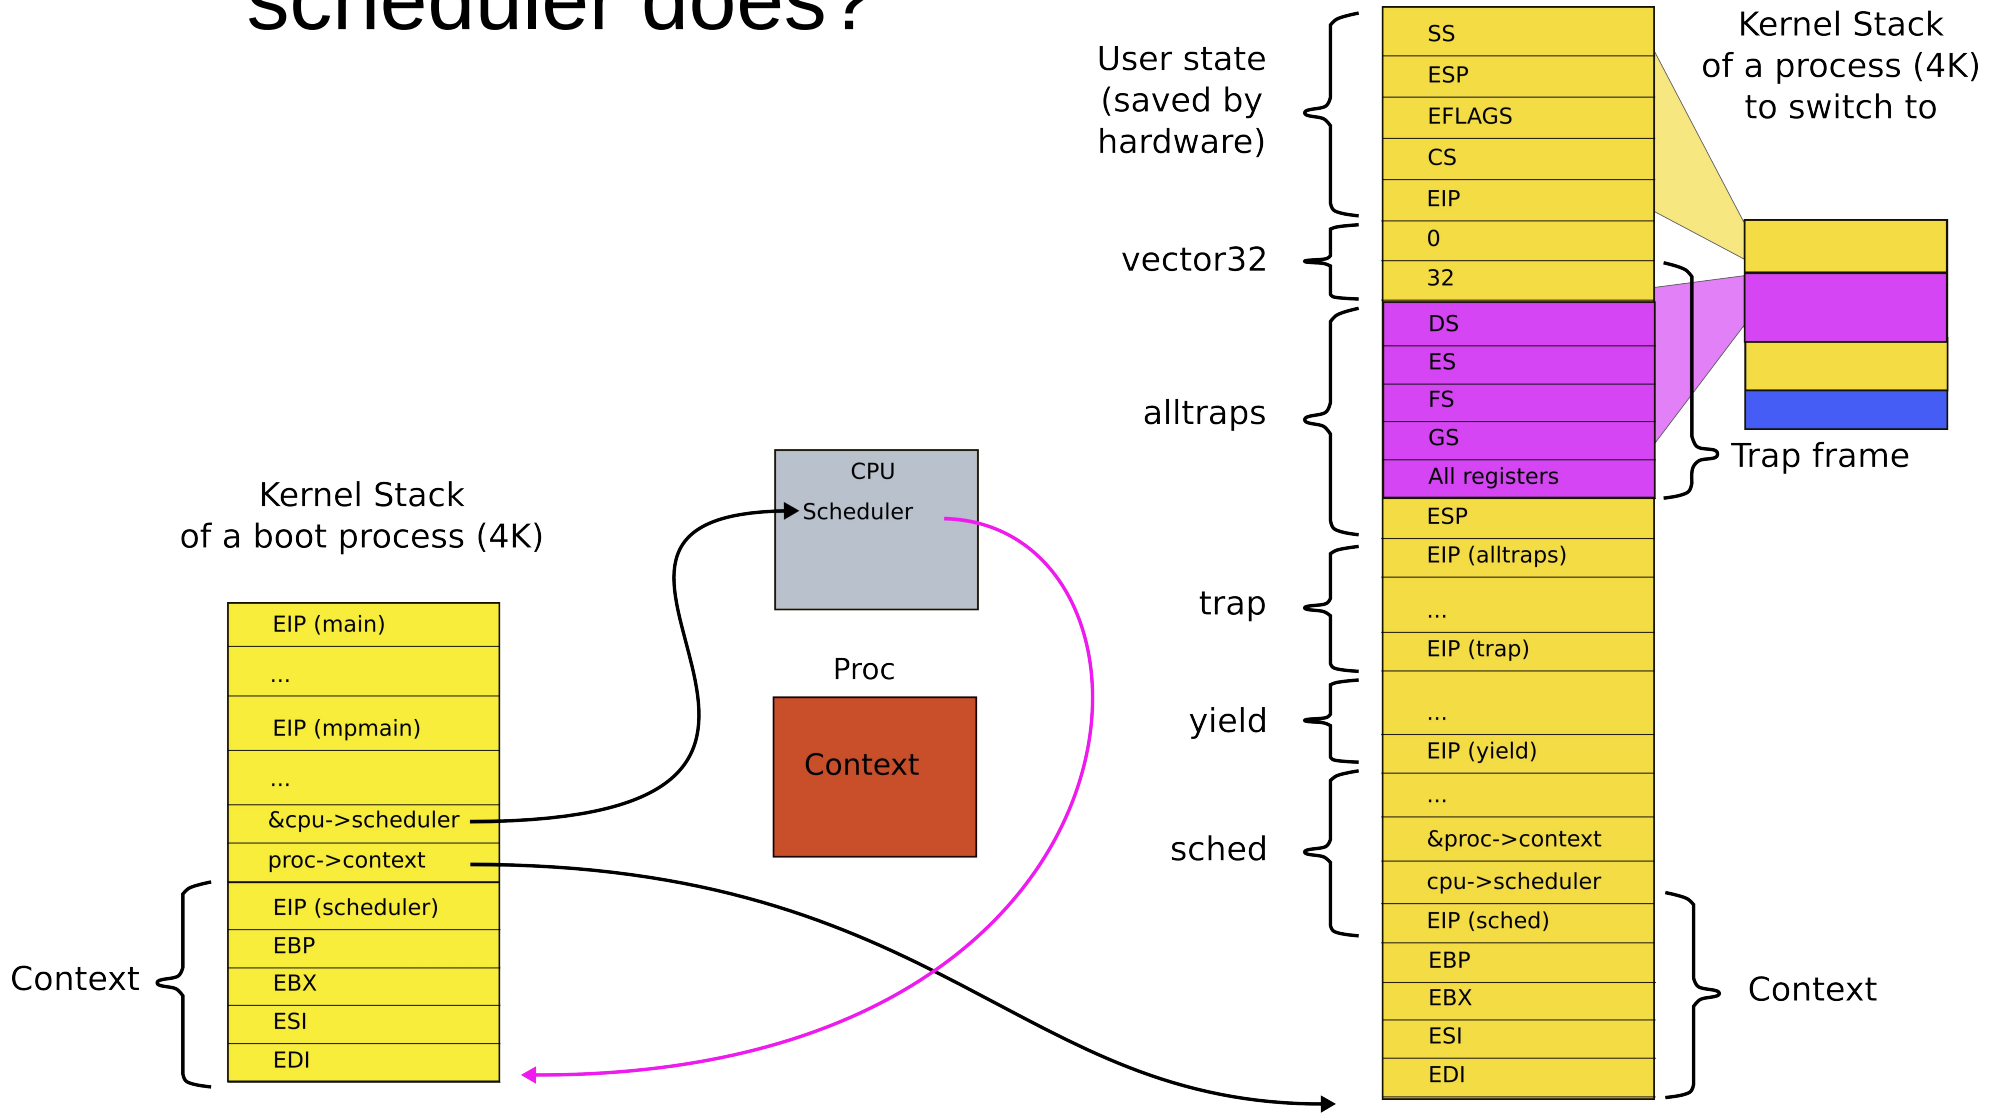 scheduler does?
Kernel Stack
of a boot process (4K)
EIP (main)
...
EIP (mpmain)
...
&cpu->scheduler
proc->context
EIP (scheduler)
EBP
EBX
ESI
EDI
Context
CPU
Scheduler
Proc
Context
User state
(saved by
hardware)
vector32
alltraps
trap
yield
sched
SS
ESP
EFLAGS
CS
EIP
0
32
DS
ES
FS
GS
All registers
ESP
EIP (alltraps)
...
EIP (trap)
...
EIP (yield)
...
&proc->context
cpu->scheduler
EIP (sched)
EBP
EBX
ESI
EDI
Kernel Stack
of a process (4K)
to switch to
Trap frame
Context